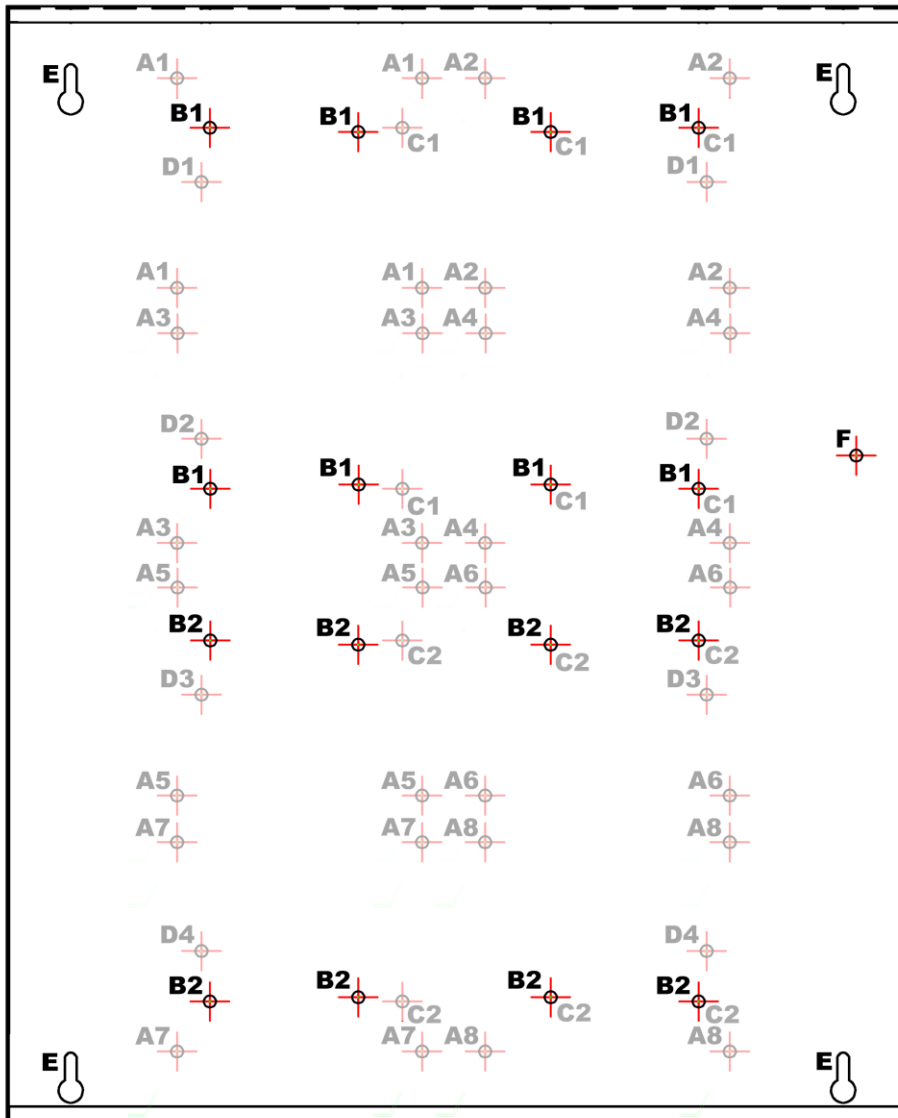 A1 A1 A2 A2
E E
B1 B1 B1 B1
C1 C1 C1
D1 D1
A1 A1 A2 A2
A3 A3 A4 A4
D2 D2
F
B1 B1 B1 B1
C1 C1 C1
A3 A3 A4 A4
A5 A5 A6 A6
B2 B2 B2 B2
C2 C2 C2
D3 D3
A5 A5 A6 A6
A7 A7 A8 A8
D4 D4
B2 B2 B2 B2
C2 C2 C2
A7 A7 A8 A8
E E